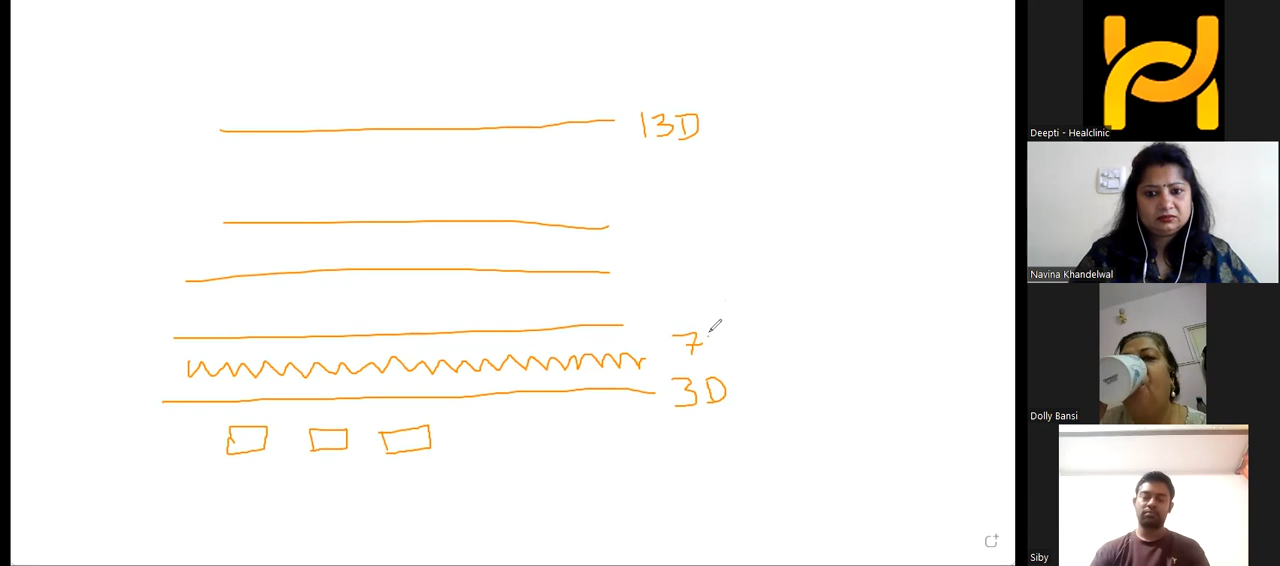 13D
7
3D
Deepti - Healclinic
Navina Khandelwal
Dolly Bansi
Siby